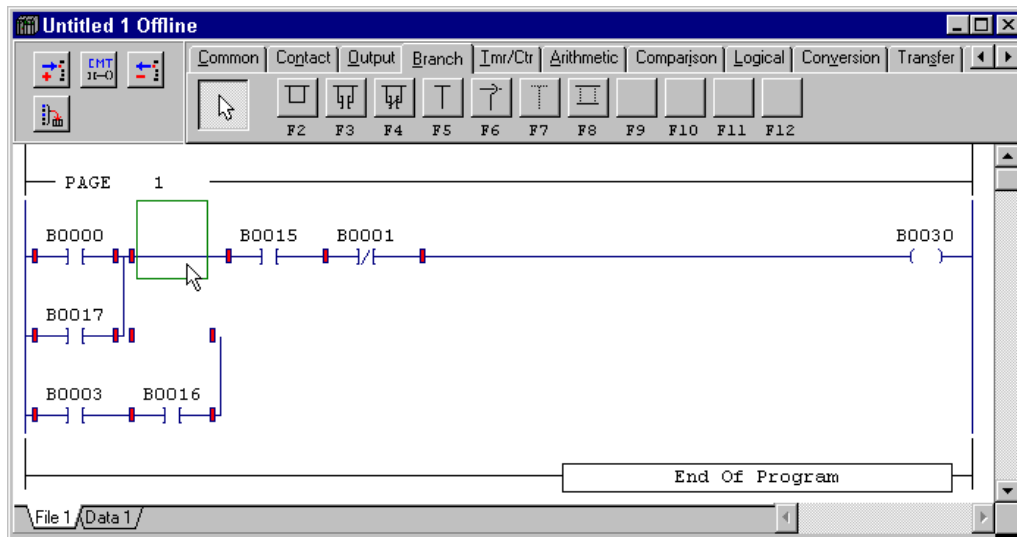 Untitled 1 Offline
CMT
Common Contact Output Branch Tmr/Ctr Arithmetic Comparison Logical Conversion Transfer
F2 F3 F4 F5 F6 F7 F8 F9 F10 F11 F12
PAGE 1
B0000 B0015 B0001 B0030
B0017
B0003 B0016
End Of Program
File 1 Data 1